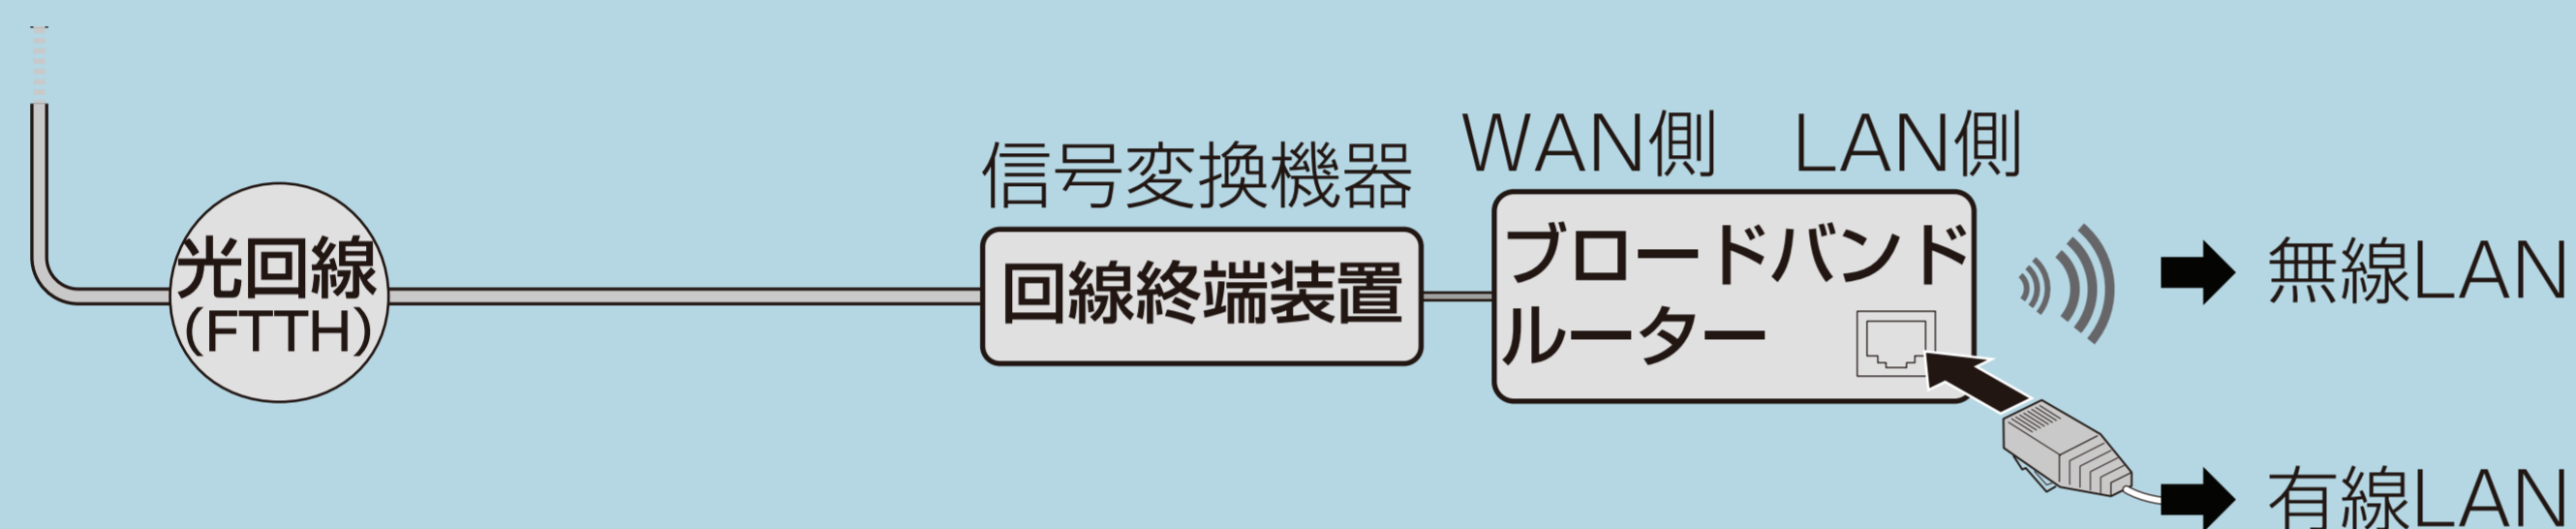 光回線
(FTTH)
信号変換機器
回線終端装置
WAN側 LAN側
ブロードバンド
ルーター
無線LAN
有線LAN